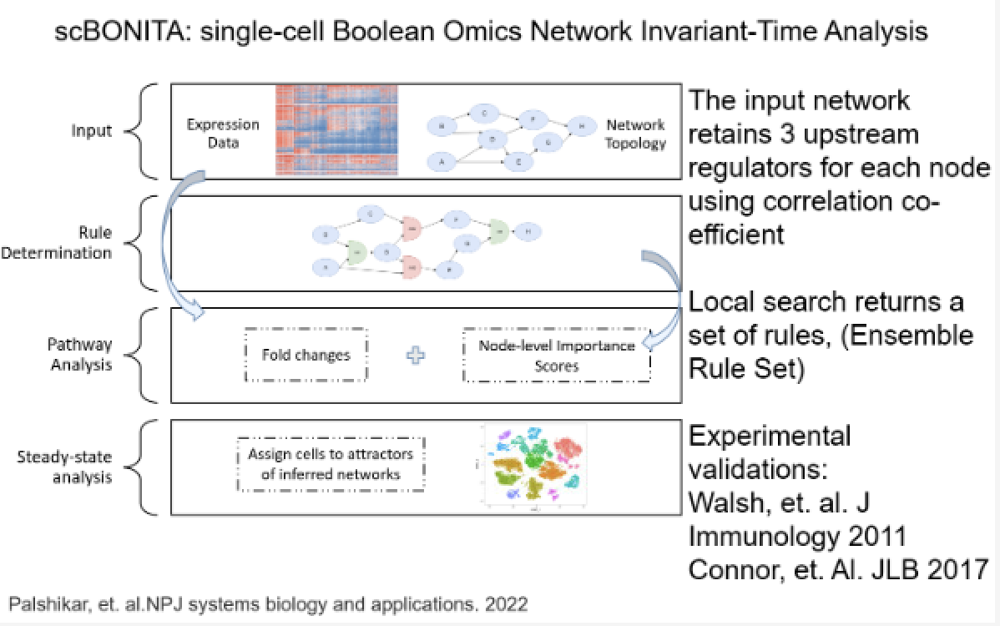 scBONITA: single-cell Boolean Omics Network Invariant-Time Analysis
Input
Expression
Data
B
C
D
A
F
G
E
H
Network
Topology
The input network
retains 3 upstream
regulators for each node
using correlation co-
efficient
Rule
Determination
C
F
H
Local search returns a
set of rules, (Ensemble
Rule Set)
Pathway
Analysis
Fold changes
Node-level Importance
Scores
Steady-state
analysis
Assign cells to attractors
of inferred networks
Experimental
validations:
Walsh, et. al. J
Immunology 2011
Connor, et. Al. JLB 2017
Palshikar, et. al.NPJ systems biology and applications. 2022